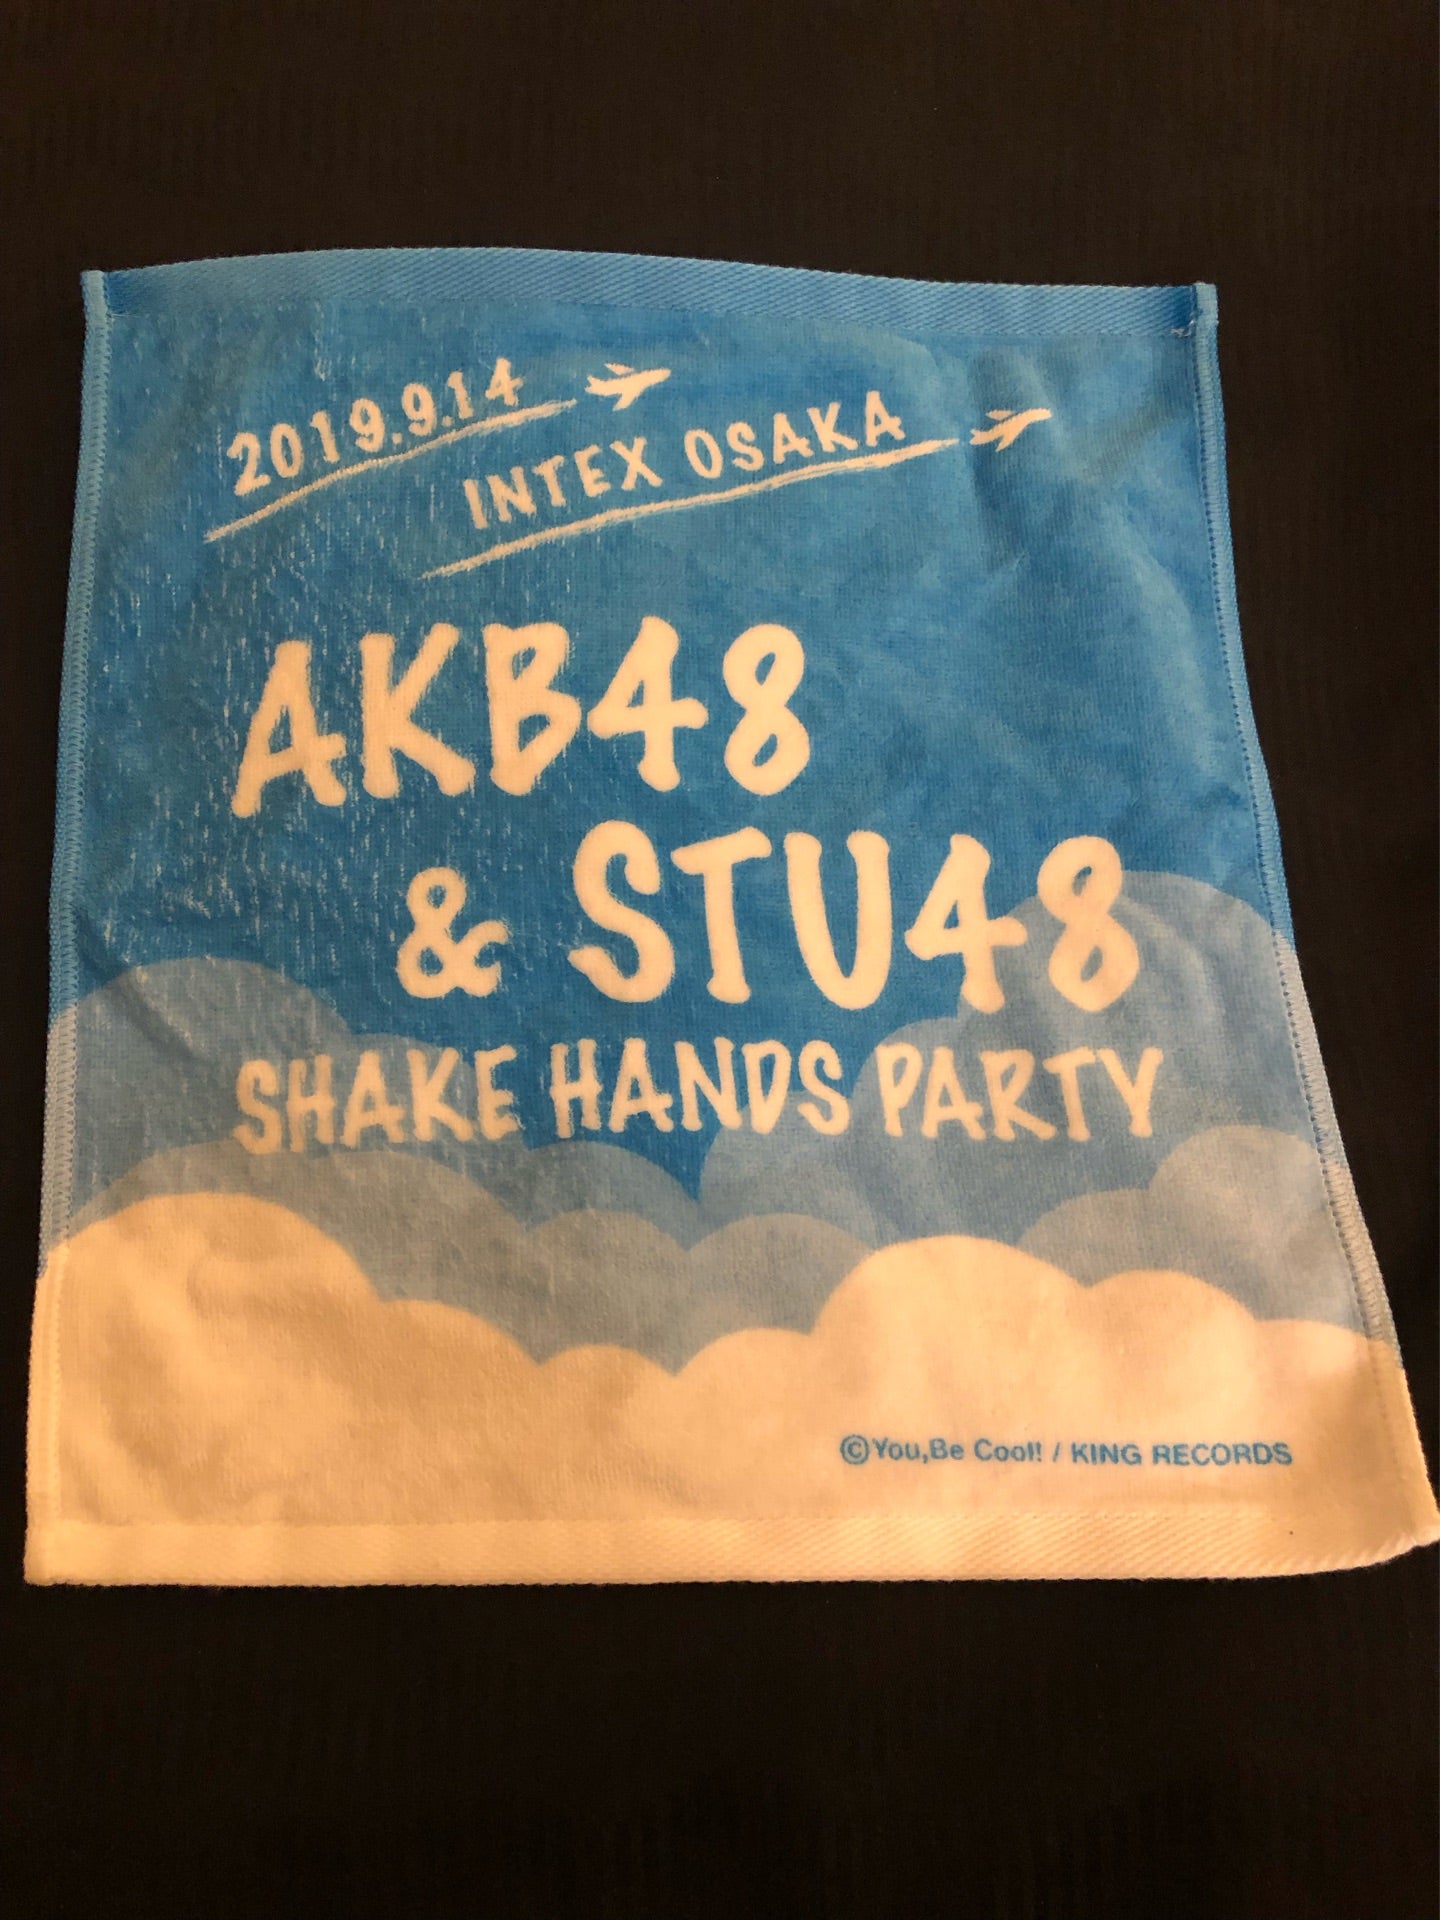 2019.9.14
INTEX OSAKA
AKB48
& STU48
SHAKE HANDS PARTY
©You,Be Cool! / KING RECORDS